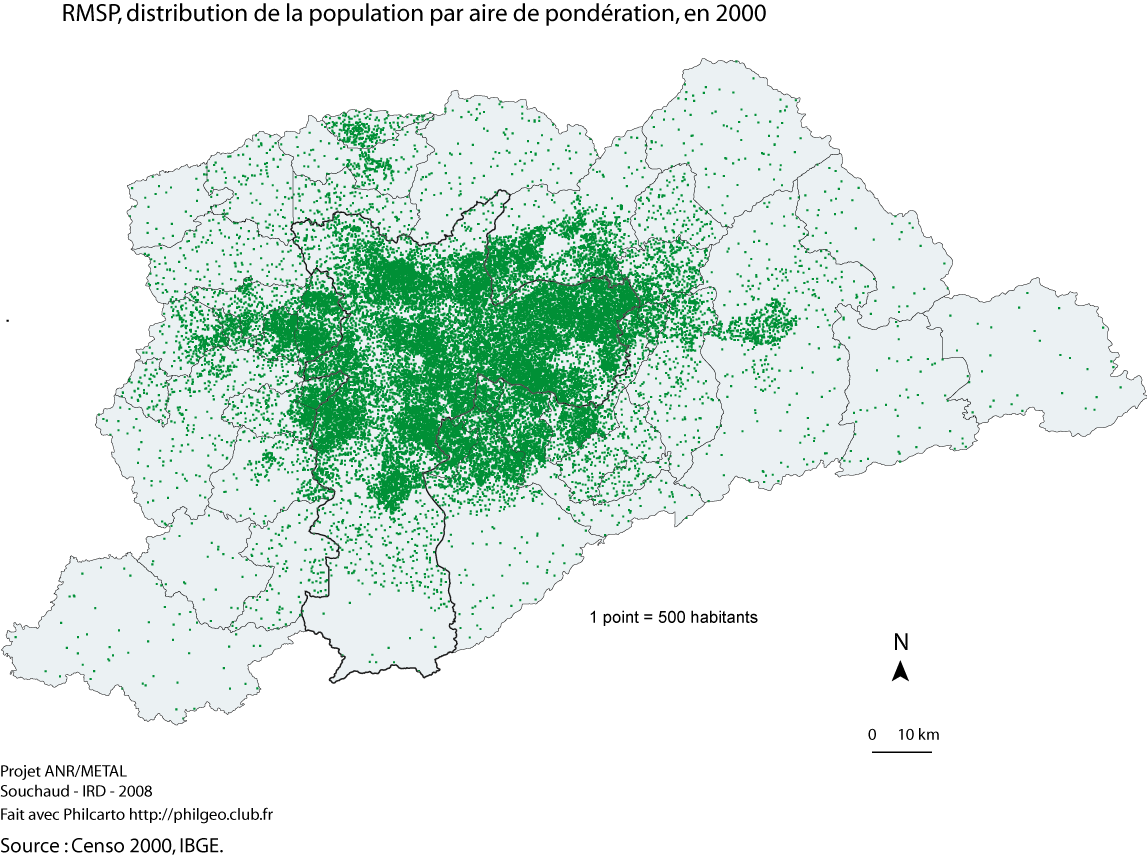 RMSP, distribution de la population par aire de pondération, en 2000
1 point = 500 habitants
N
0 10 km
Projet ANR/METAL
Souchaud - IRD - 2008
Fait avec Philcarto http://philgeo.club.fr
Source : Censo 2000, IBGE.